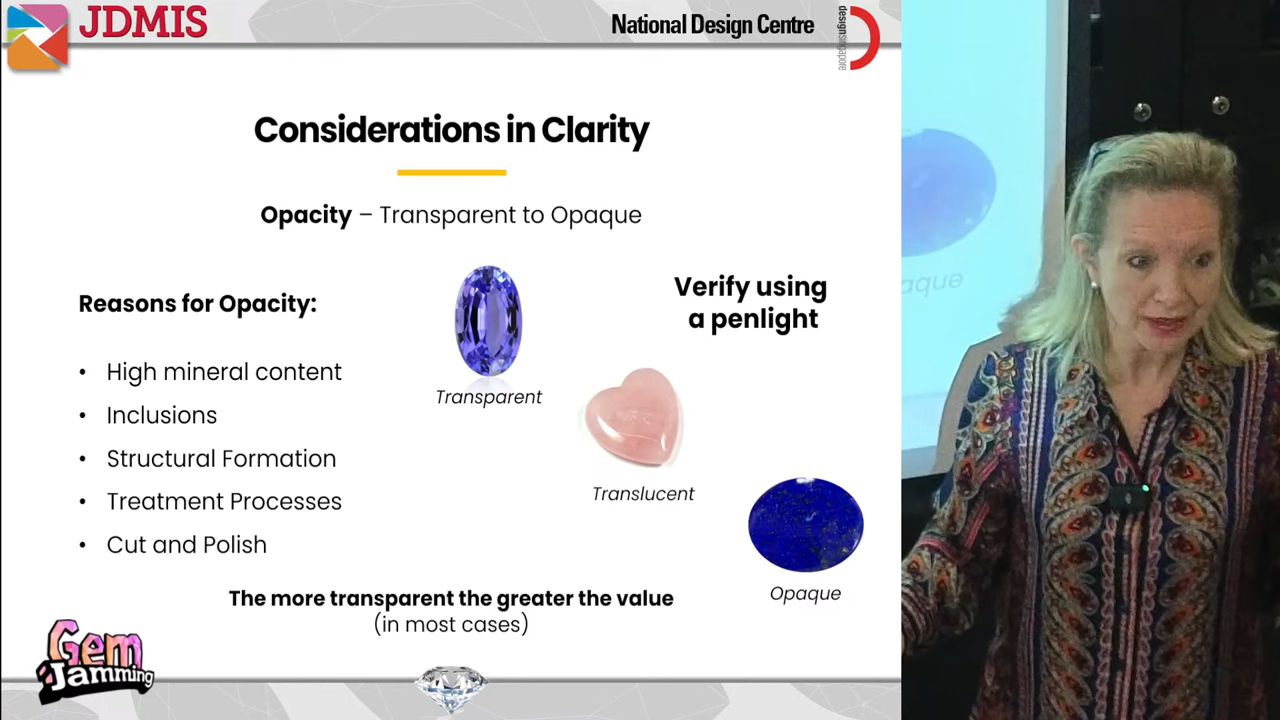 JDMIS
National Design Centre
designsingapore
Considerations in Clarity
Opacity – Transparent to Opaque
Reasons for Opacity:
• High mineral content
• Inclusions
• Structural Formation
• Treatment Processes
• Cut and Polish
Verify using
a penlight
Transparent
Translucent
Opaque
The more transparent the greater the value
(in most cases)
Gem
Jamming
aque